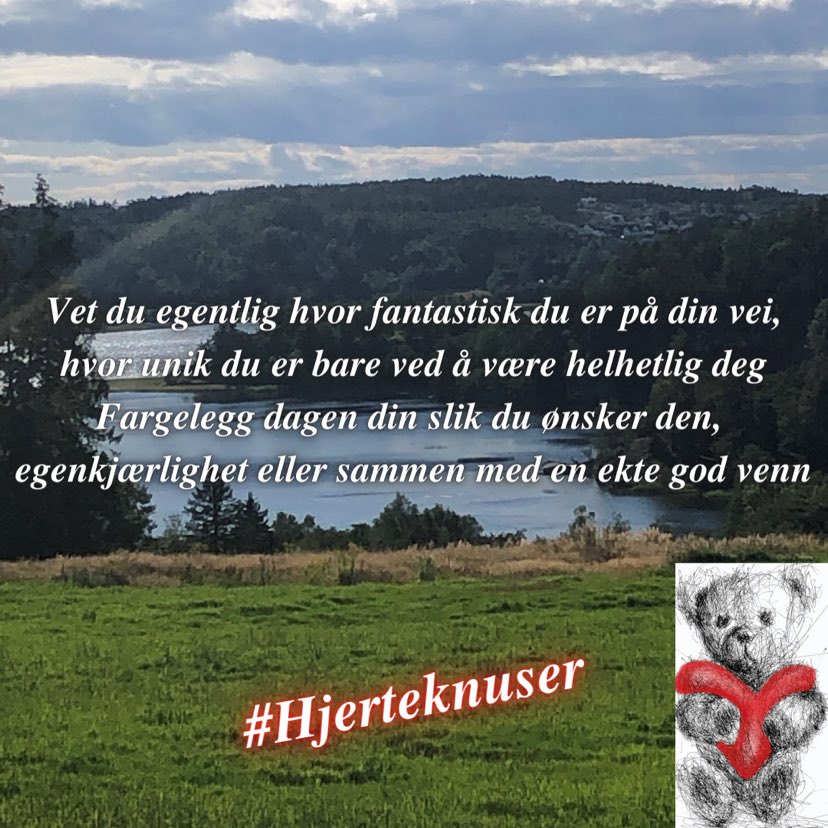 Vet du egentlig hvor fantastisk du er på din vei,
hvor unik du er bare ved å være helhetlig deg
Fargelegg dagen din slik du ønsker den,
egenkjærlighet eller sammen med en ekte god venn
#Hjerteknuser